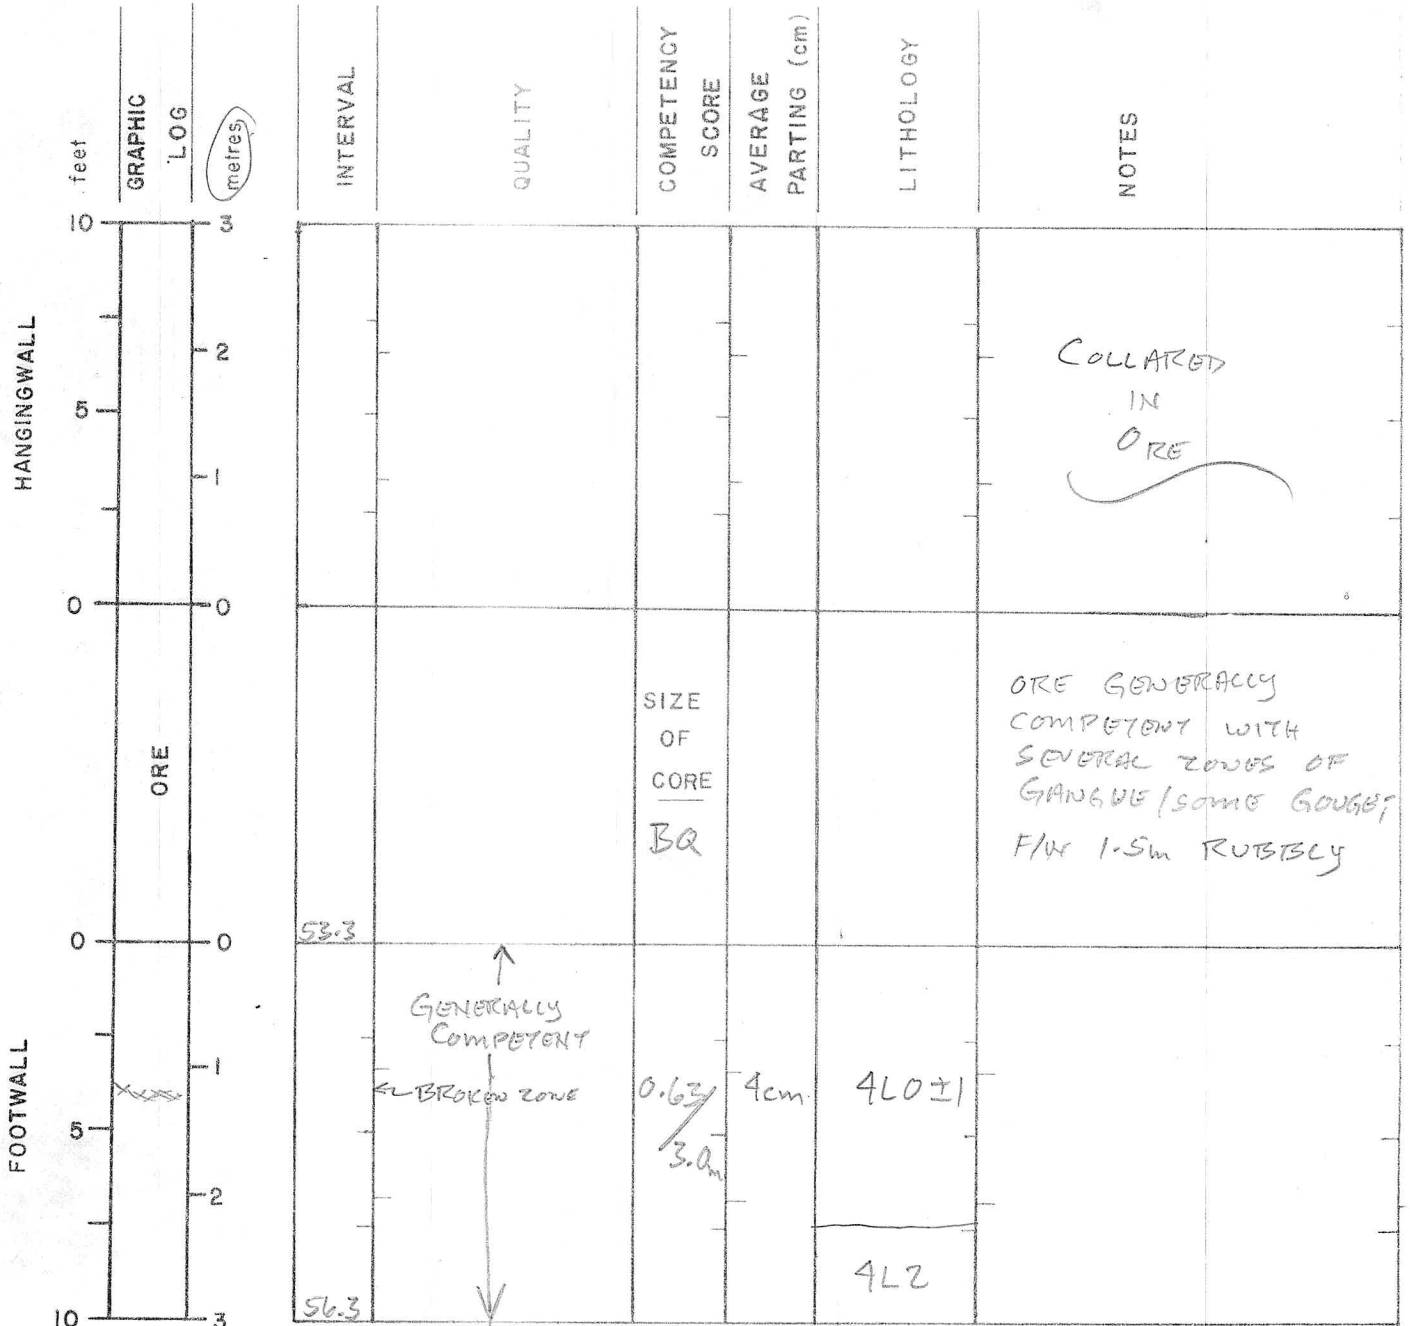 feet
GRAPHIC
LOG
metres
INTERVAL
QUALITY
COMPETENCY
SCORE
AVERAGE
PARTING (cm)
LITHOLOGY
NOTES
HANGINGWALL
10
3
2
5
1
0
0
COLLARED
IN
ORE
ORE
SIZE
OF
CORE
BQ
ORE GENERALLY
COMPETENT WITH
SEVERAL ZONES OF
GANGUE/SOME GOUGE;
F/W 1.5m RUBBLY
53.3
FOOTWALL
0
0
1
5
2
10
3
GENERALLY
COMPETENT
← BROKEN ZONE
0.63/
3.0m
4cm
4L0±1
4L2
56.3